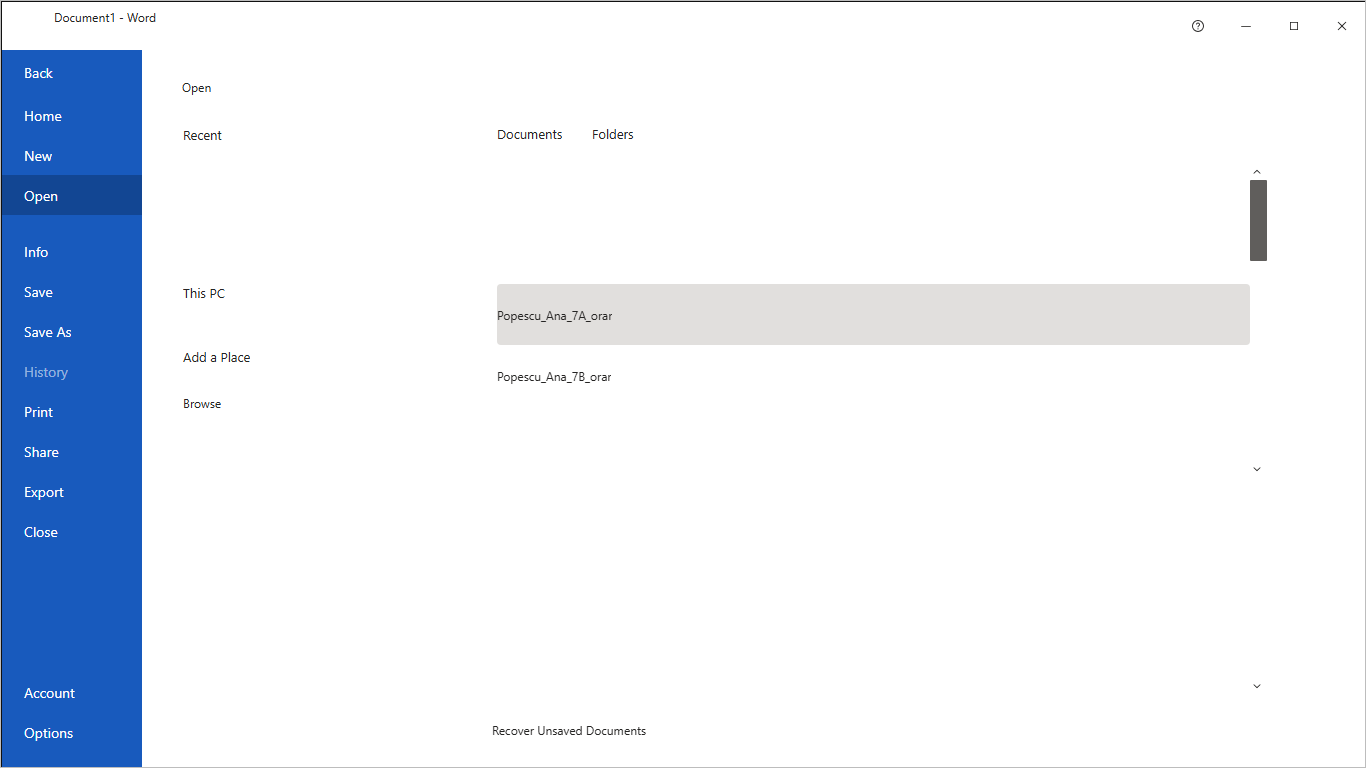 Document1 - Word
Back
Home
New
Open
Info
Save
Save As
History
Print
Share
Export
Close
Account
Options
Open
Recent
This PC
Add a Place
Browse
Documents Folders
Popescu_Ana_7A_orar
Popescu_Ana_7B_orar
Recover Unsaved Documents